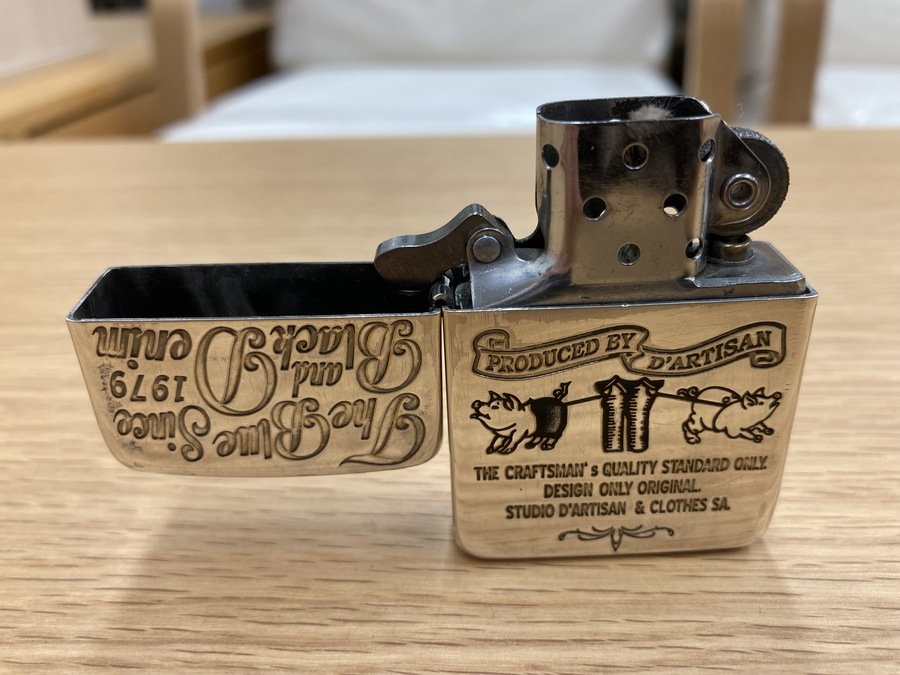 The Blue Since
and 1979
Black Denim
PRODUCED BY D'ARTISAN
THE CRAFTSMAN's QUALITY STANDARD ONLY.
DESIGN ONLY ORIGINAL.
STUDIO D'ARTISAN & CLOTHES SA.